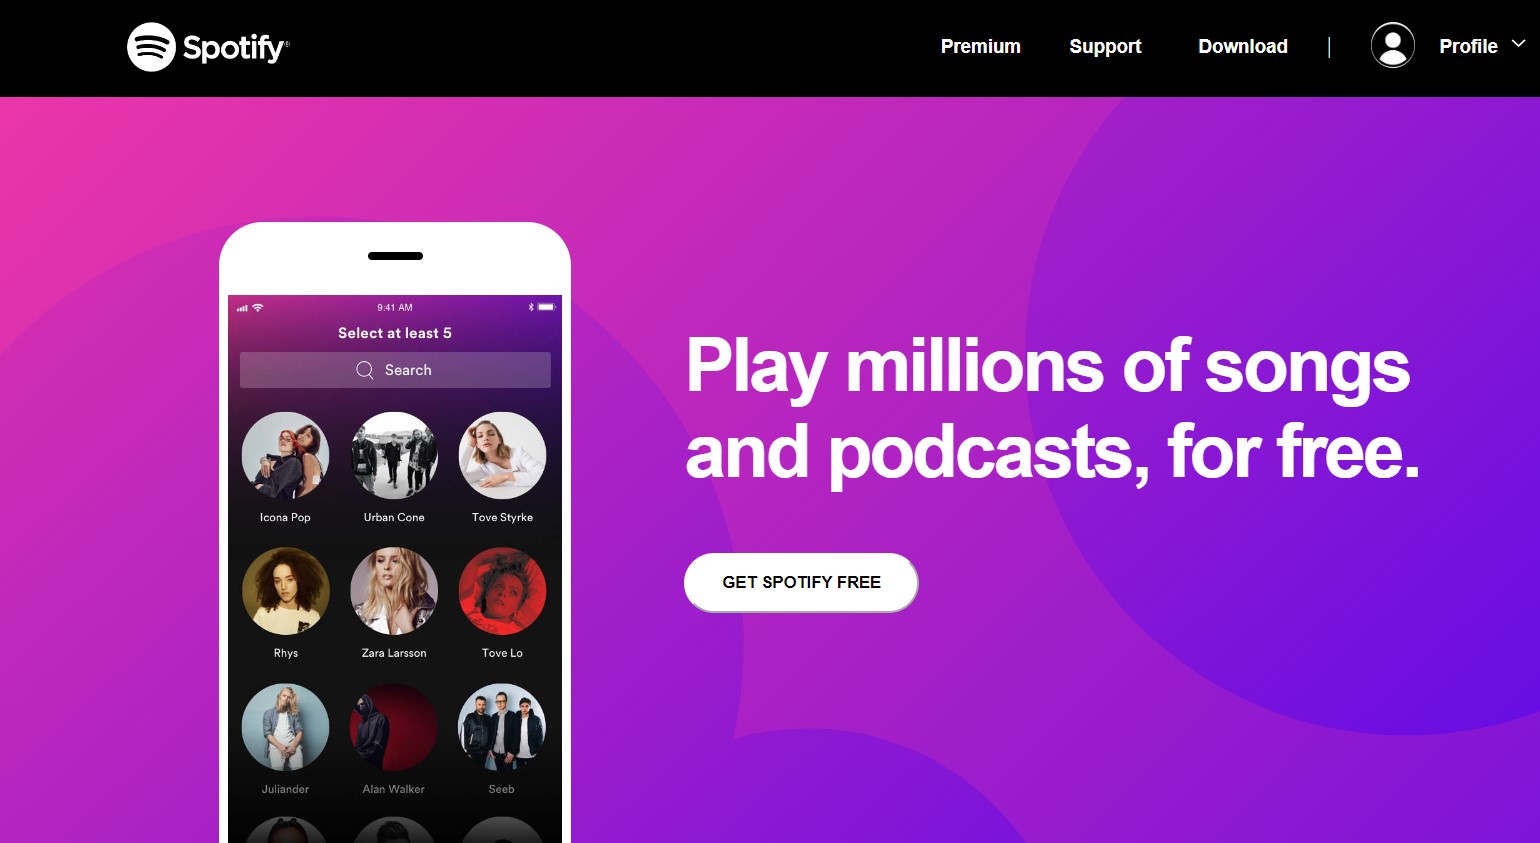 Spotify®
Premium Support Download | Profile
9:41 AM
Select at least 5
Search
Icona Pop Urban Cone Tove Styrke
Rhys Zara Larsson Tove Lo
Juliander Alan Walker Seeb
Play millions of songs
and podcasts, for free.
GET SPOTIFY FREE